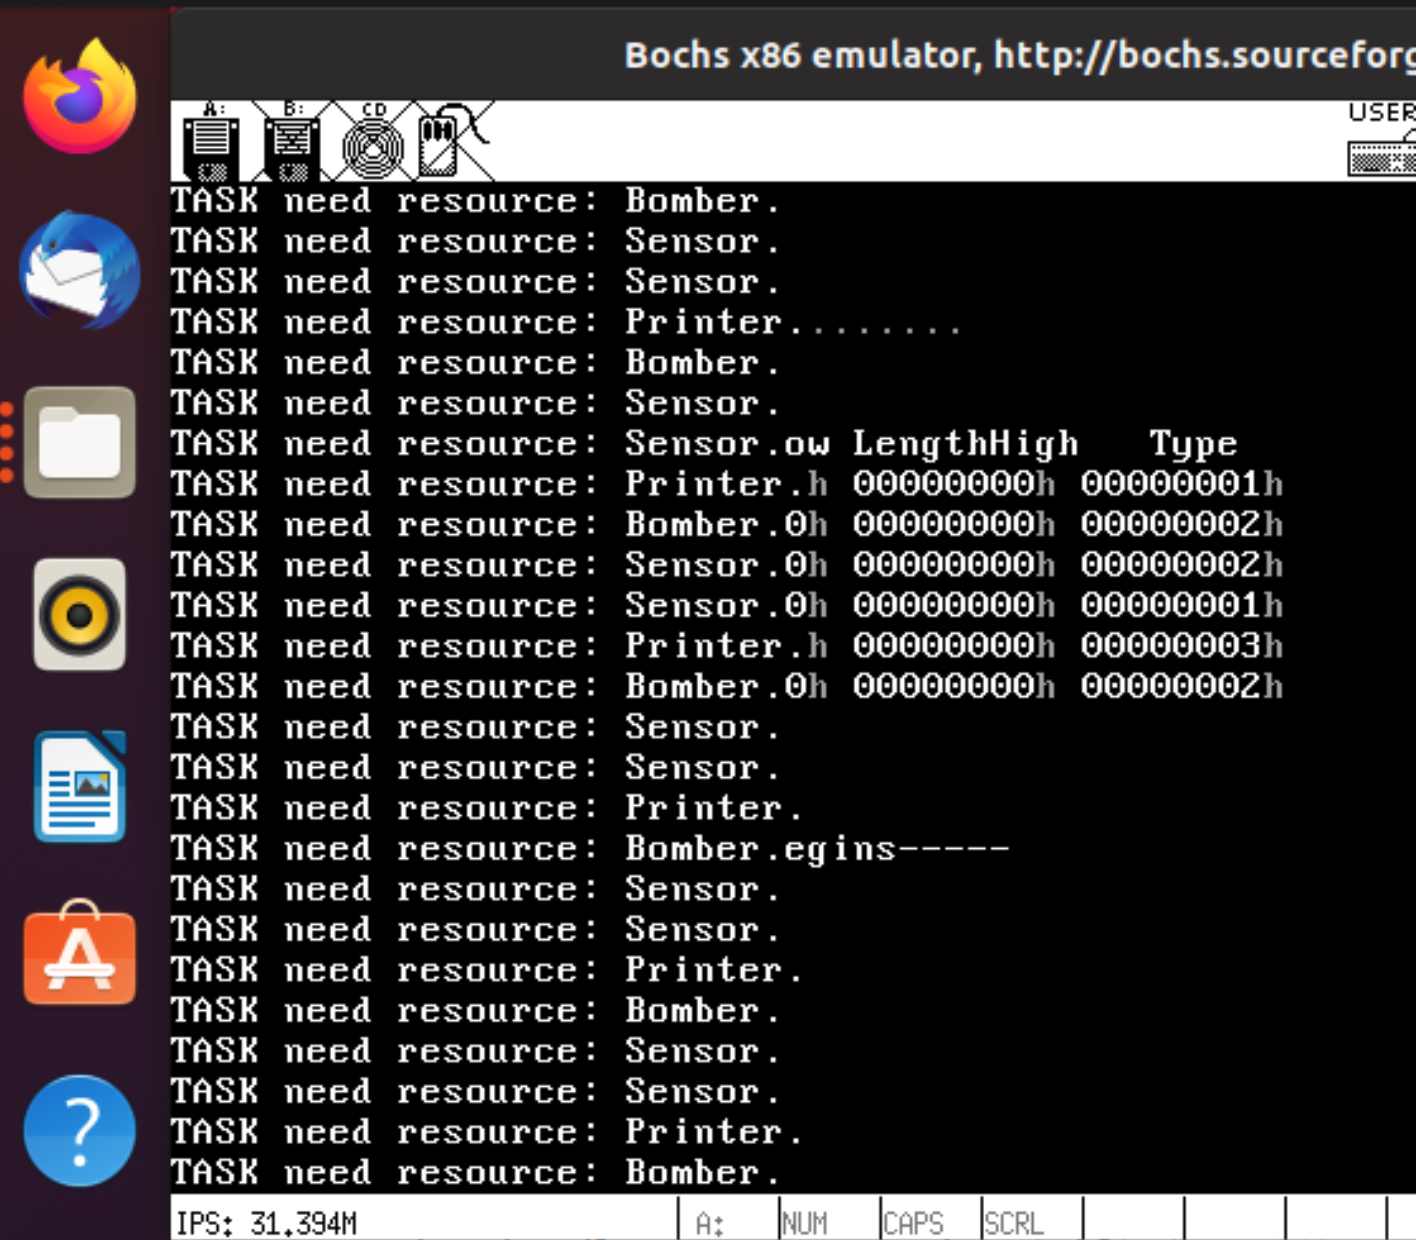 Bochs x86 emulator, http://bochs.sourceforg
A: B: CD USER
TASK need resource: Bomber.
TASK need resource: Sensor.
TASK need resource: Sensor.
TASK need resource: Printer.........
TASK need resource: Bomber.
TASK need resource: Sensor.
TASK need resource: Sensor.ow LengthHigh Type
TASK need resource: Printer.h 00000000h 00000001h
TASK need resource: Bomber.0h 00000000h 00000002h
TASK need resource: Sensor.0h 00000000h 00000002h
TASK need resource: Sensor.0h 00000000h 00000001h
TASK need resource: Printer.h 00000000h 00000003h
TASK need resource: Bomber.0h 00000000h 00000002h
TASK need resource: Sensor.
TASK need resource: Sensor.
TASK need resource: Printer.
TASK need resource: Bomber.egins-----
TASK need resource: Sensor.
TASK need resource: Sensor.
TASK need resource: Printer.
TASK need resource: Bomber.
TASK need resource: Sensor.
TASK need resource: Sensor.
TASK need resource: Printer.
TASK need resource: Bomber.
IPS: 31.394M A: NUM CAPS SCRL